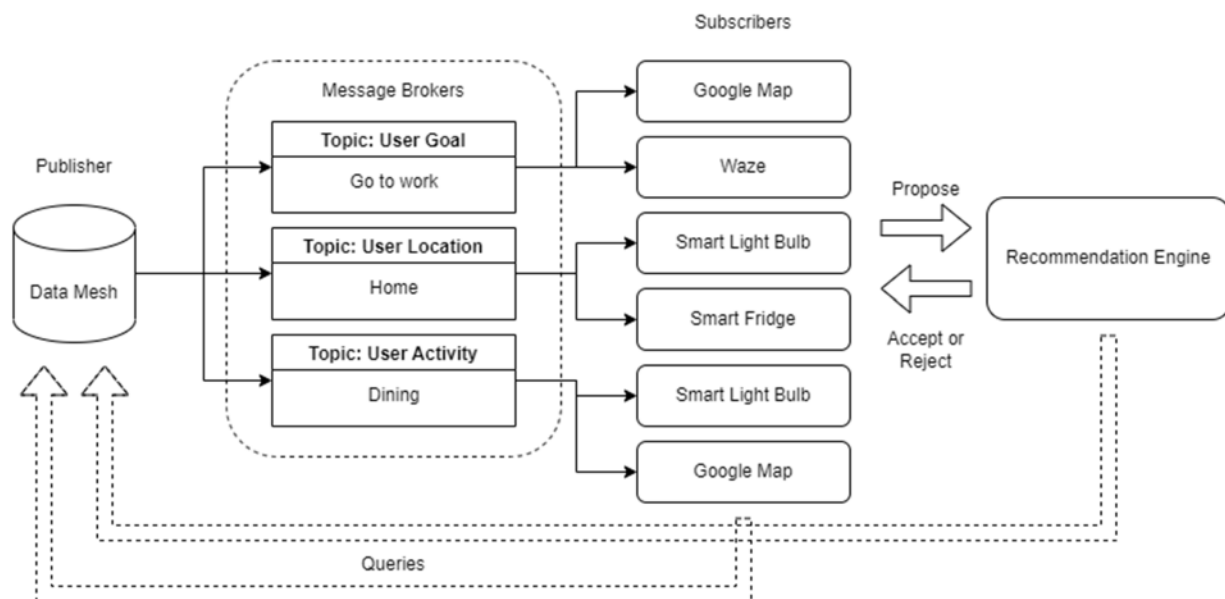 Subscribers
Message Brokers
Google Map
Topic: User Goal
Publisher
Go to work
Waze
Propose
Topic: User Location
Smart Light Bulb
Data Mesh
Home
Recommendation Engine
Smart Fridge
Topic: User Activity
Accept or
Reject
Dining
Smart Light Bulb
Google Map
Queries